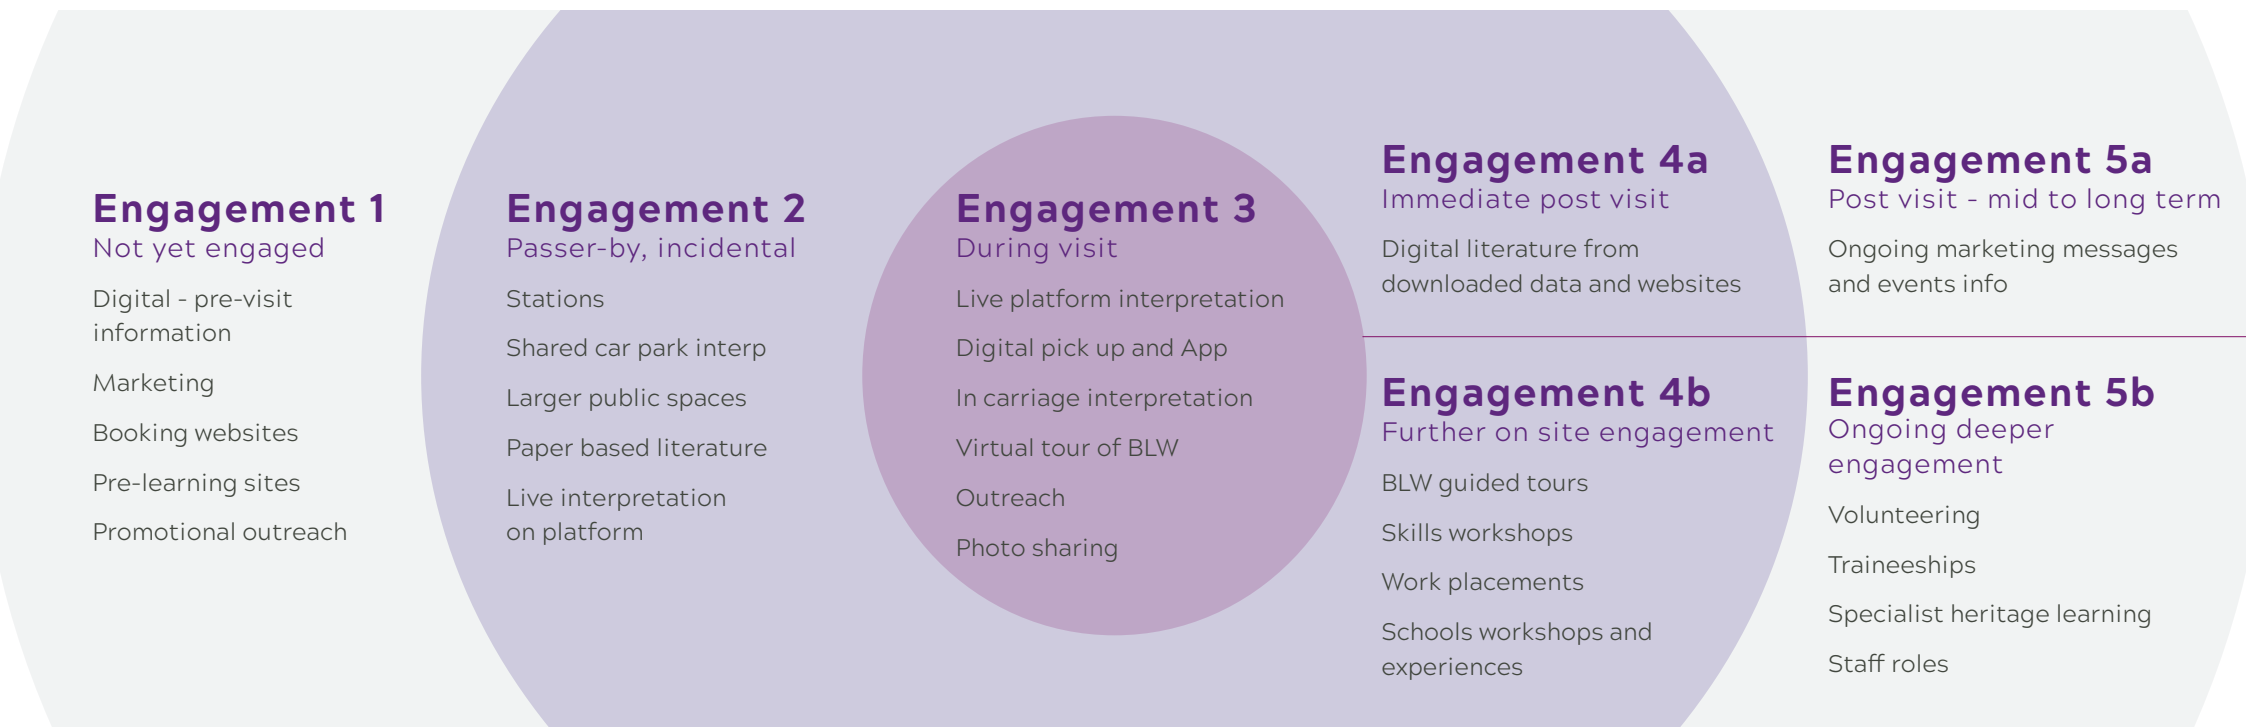 Engagement 1
Not yet engaged
Digital - pre-visit
information
Marketing
Booking websites
Pre-learning sites
Promotional outreach
Engagement 2
Passer-by, incidental
Stations
Shared car park interp
Larger public spaces
Paper based literature
Live interpretation
on platform
Engagement 3
During visit
Live platform interpretation
Digital pick up and App
In carriage interpretation
Virtual tour of BLW
Outreach
Photo sharing
Engagement 4a
Immediate post visit
Digital literature from
downloaded data and websites
Engagement 4b
Further on site engagement
BLW guided tours
Skills workshops
Work placements
Schools workshops and
experiences
Engagement 5a
Post visit - mid to long term
Ongoing marketing messages
and events info
Engagement 5b
Ongoing deeper
engagement
Volunteering
Traineeships
Specialist heritage learning
Staff roles